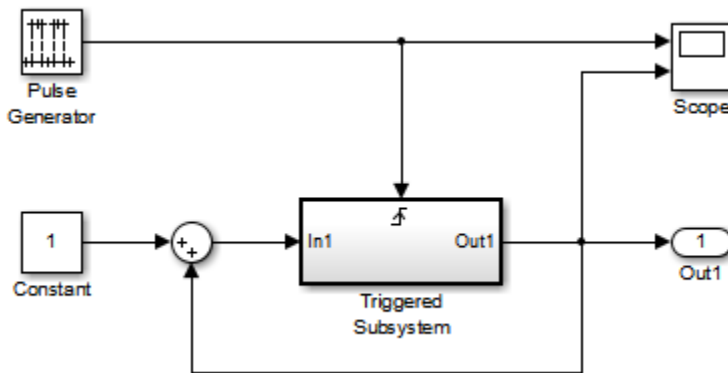 Pulse
Generator
Scope
1
Constant
++
In1
Out1
Triggered
Subsystem
1
Out1